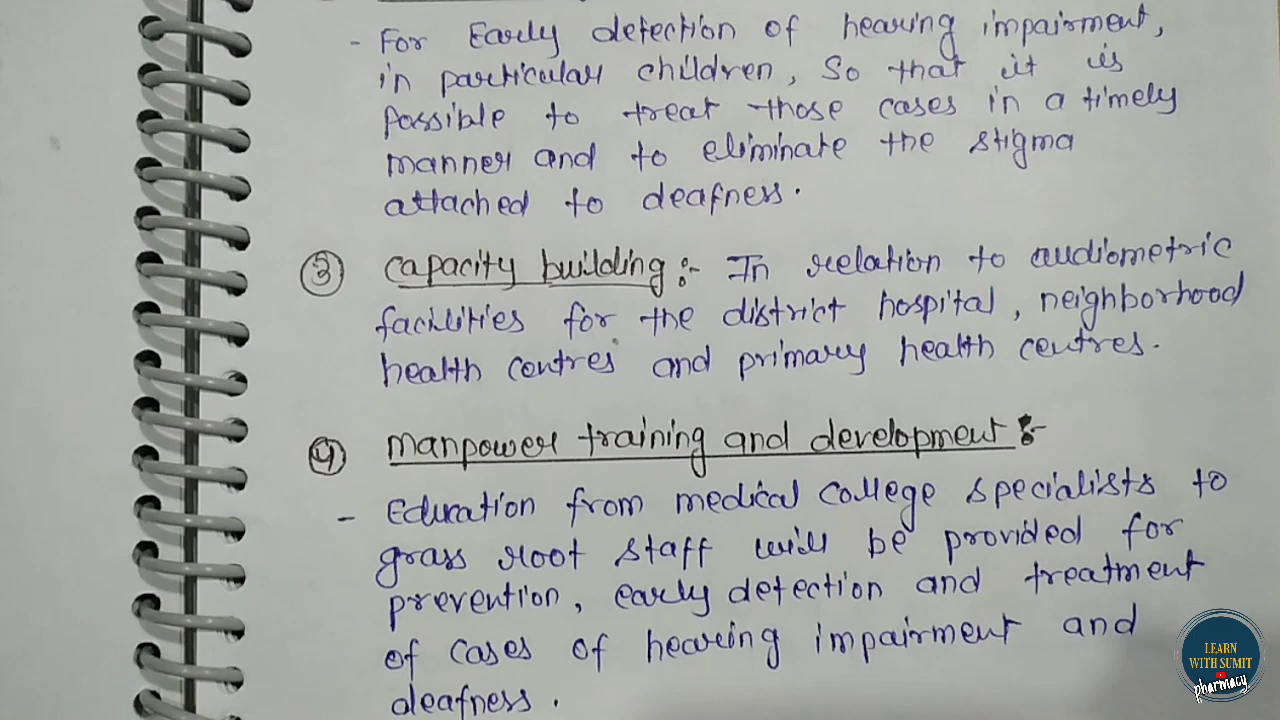 - For Early detection of hearing impairment,
in particular children, So that it is
possible to treat those cases in a timely
manner and to eliminate the stigma
attached to deafness.
③ capacity building :- In relation to audiometric
facilities for the district hospital, neighborhood
health centres and primary health centres.
④ manpower training and development :-
- Education from medical college specialists to
grass root staff will be provided for
prevention, early detection and treatment
of cases of hearing impairment and
deafness.
LEARN
WITH SUMIT
pharmacy